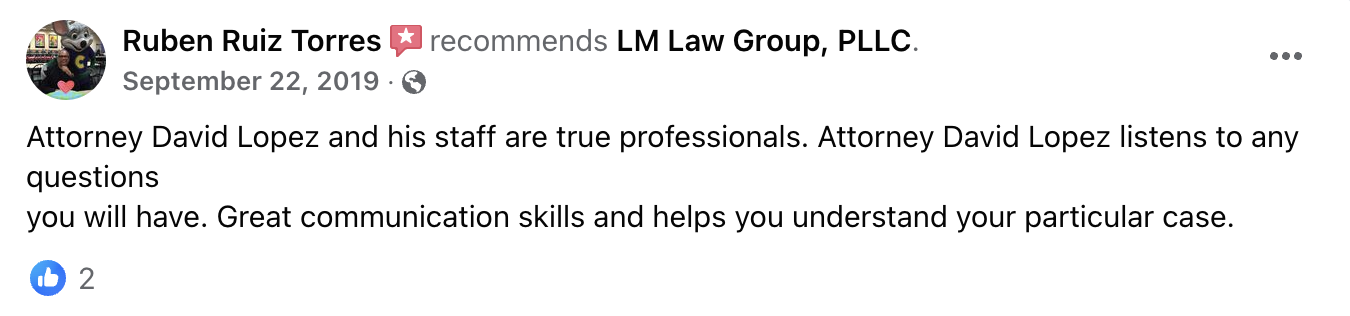 Ruben Ruiz Torres recommends LM Law Group, PLLC.
September 22, 2019 ·
Attorney David Lopez and his staff are true professionals. Attorney David Lopez listens to any
questions
you will have. Great communication skills and helps you understand your particular case.
2